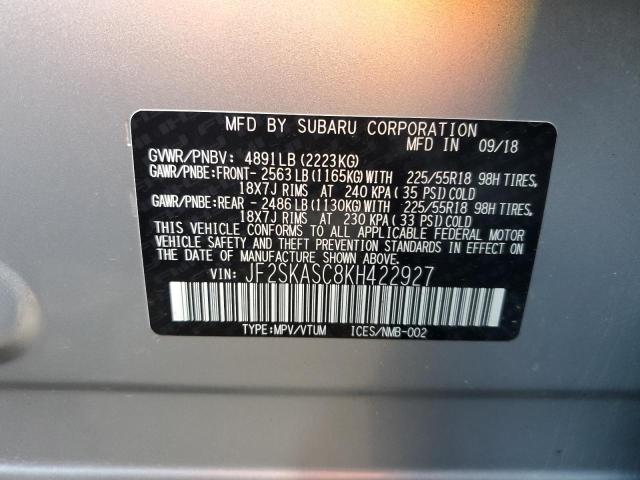 MFD BY SUBARU CORPORATION
MFD IN 09/18
GVWR/PNBV: 4891LB(2223KG)
GAWR/PNBE:FRONT- 2563LB(1165KG)WITH 225/55R18 98H TIRES,
18X7J RIMS AT 240 KPA(35 PSI)COLD
GAWR/PNBE:REAR - 2486LB(1130KG)WITH 225/55R18 98H TIRES,
18X7J RIMS AT 230 KPA(33 PSI)COLD
THIS VEHICLE CONFORMS TO ALL APPLICABLE FEDERAL MOTOR
VEHICLE SAFETY AND THEFT PREVENTION STANDARDS IN EFFECT ON
THE DATE OF MANUFACTURE SHOWN ABOVE.
VIN: JF2SKASC8KH422927
TYPE:MPV/VTUM ICES/NMB-002